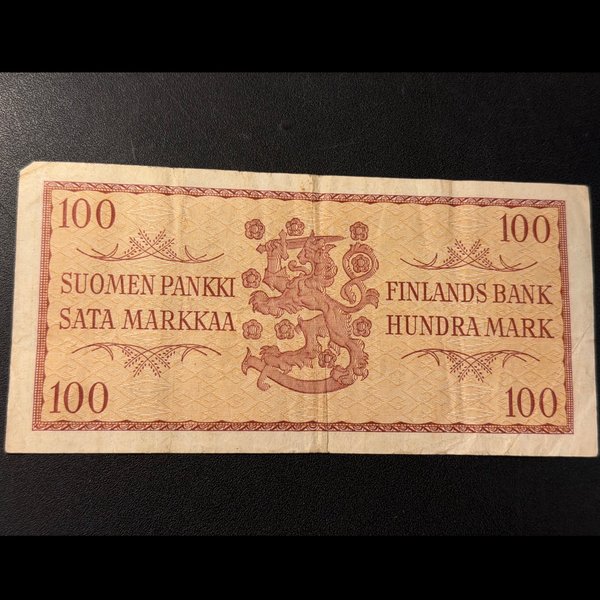 100
100
SUOMEN PANKKI
SATA MARKKAA
FINLANDS BANK
HUNDRA MARK
100
100